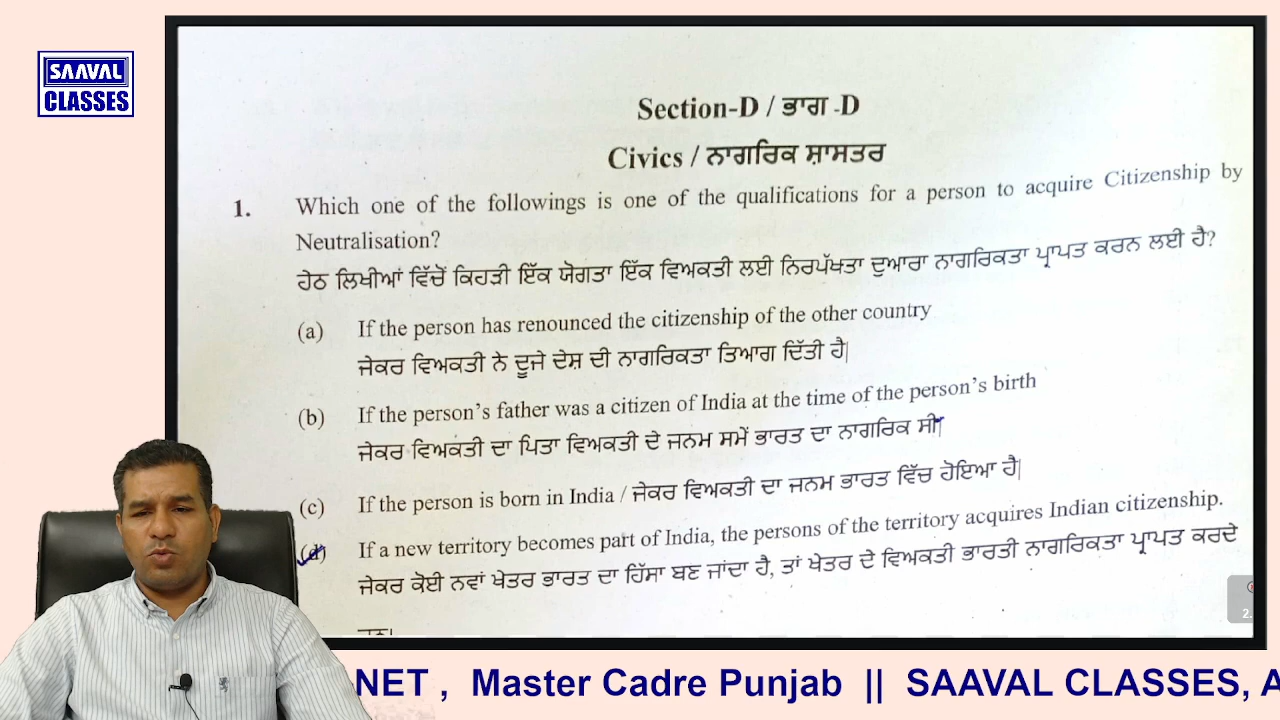 SAAVAL
CLASSES
Section-D / ਭਾਗ -D
Civics / ਨਾਗਰਿਕ ਸ਼ਾਸਤਰ
1. Which one of the followings is one of the qualifications for a person to acquire Citizenship by
Neutralisation?
ਹੇਠ ਲਿਖੀਆਂ ਵਿੱਚੋਂ ਕਿਹੜੀ ਇੱਕ ਯੋਗਤਾ ਇੱਕ ਵਿਅਕਤੀ ਲਈ ਨਿਰਪੱਖਤਾ ਦੁਆਰਾ ਨਾਗਰਿਕਤਾ ਪ੍ਰਾਪਤ ਕਰਨ ਲਈ ਹੈ?
(a) If the person has renounced the citizenship of the other country
ਜੇਕਰ ਵਿਅਕਤੀ ਨੇ ਦੂਜੇ ਦੇਸ਼ ਦੀ ਨਾਗਰਿਕਤਾ ਤਿਆਗ ਦਿੱਤੀ ਹੈ|
(b) If the person's father was a citizen of India at the time of the person's birth
ਜੇਕਰ ਵਿਅਕਤੀ ਦਾ ਪਿਤਾ ਵਿਅਕਤੀ ਦੇ ਜਨਮ ਸਮੇਂ ਭਾਰਤ ਦਾ ਨਾਗਰਿਕ ਸੀ|
(c) If the person is born in India / ਜੇਕਰ ਵਿਅਕਤੀ ਦਾ ਜਨਮ ਭਾਰਤ ਵਿੱਚ ਹੋਇਆ ਹੈ|
(d) If a new territory becomes part of India, the persons of the territory acquires Indian citizenship.
ਜੇਕਰ ਕੋਈ ਨਵਾਂ ਖੇਤਰ ਭਾਰਤ ਦਾ ਹਿੱਸਾ ਬਣ ਜਾਂਦਾ ਹੈ, ਤਾਂ ਖੇਤਰ ਦੇ ਵਿਅਕਤੀ ਭਾਰਤੀ ਨਾਗਰਿਕਤਾ ਪ੍ਰਾਪਤ ਕਰਦੇ
2.
NET , Master Cadre Punjab || SAAVAL CLASSES, A